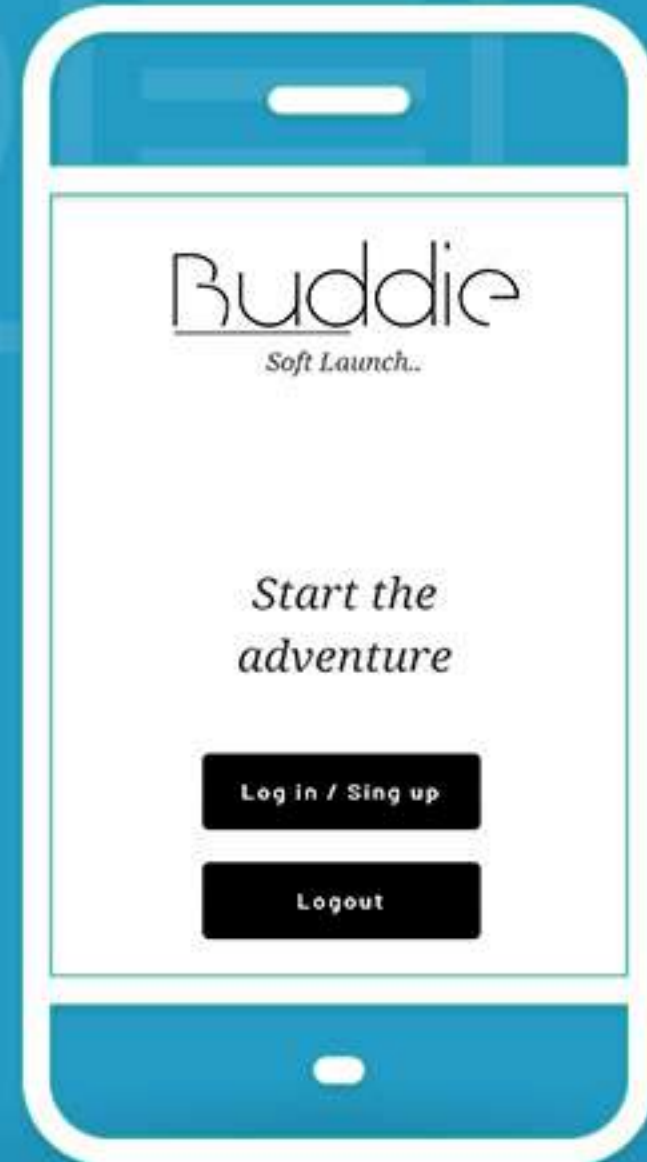 Buddie
Soft Launch..
Start the
adventure
Log in / Sing up
Logout